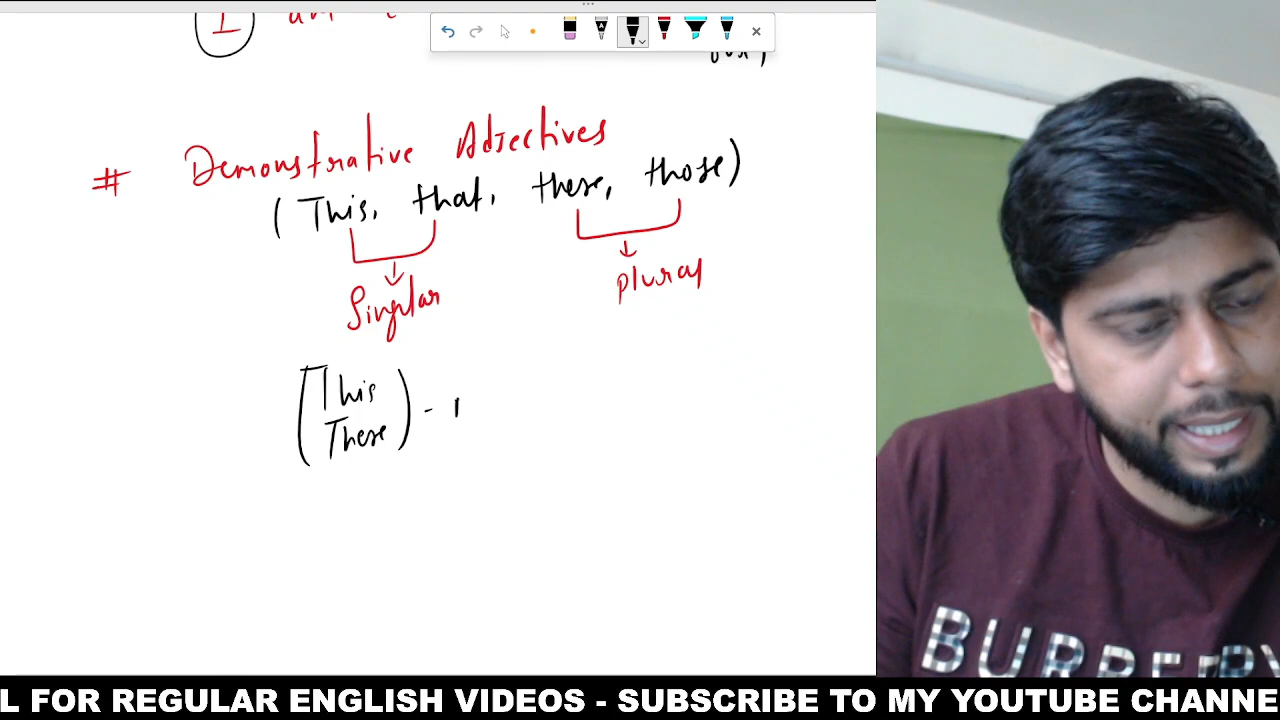 I am
# Demonstrative Adjectives
(This, that, these, those)
Singular
Plural
(This
These) -
BURBERRY
L FOR REGULAR ENGLISH VIDEOS - SUBSCRIBE TO MY YOUTUBE CHANNE